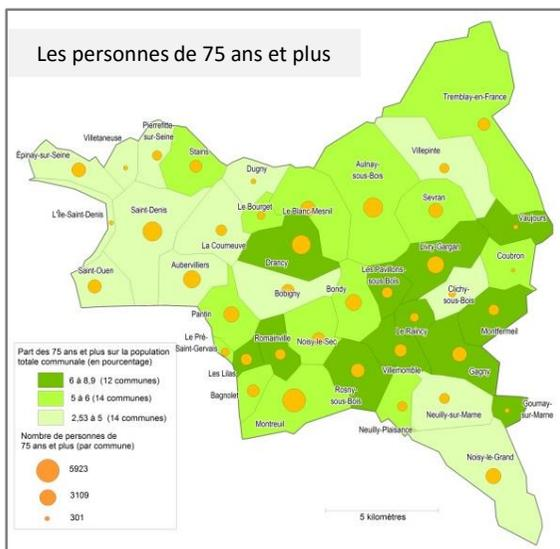 Les personnes de 75 ans et plus
Tremblay-en-France
Pierrefitte-
sur-Seine
Villetaneuse
Stains
Épinay-sur-Seine
Villepinte
Dugny
Aulnay-
sous-Bois
Sevran
L'Île-Saint-Denis
Saint-Denis
Le Bourget
Le Blanc-Mesnil
Vaujours
La Courneuve
Drancy
Livry-Gargan
Coubron
Saint-Ouen
Aubervilliers
Les Pavillons-
sous-Bois
Clichy-
sous-Bois
Bobigny
Bondy
Pantin
Le Raincy
Montfermeil
Le Pré-
Saint-Gervais
Romainville
Noisy-le-Sec
Villemomble
Gagny
Les Lilas
Rosny-
sous-Bois
Bagnolet
Montreuil
Neuilly-Plaisance
Neuilly-sur-Marne
Gournay-
sur-Marne
Noisy-le-Grand
Part des 75 ans et plus sur la population
totale communale (en pourcentage)
6 à 8,9 (12 communes)
5 à 6 (14 communes)
2,53 à 5 (14 communes)
Nombre de personnes de
75 ans et plus (par commune)
5923
3109
301
5 kilomètres